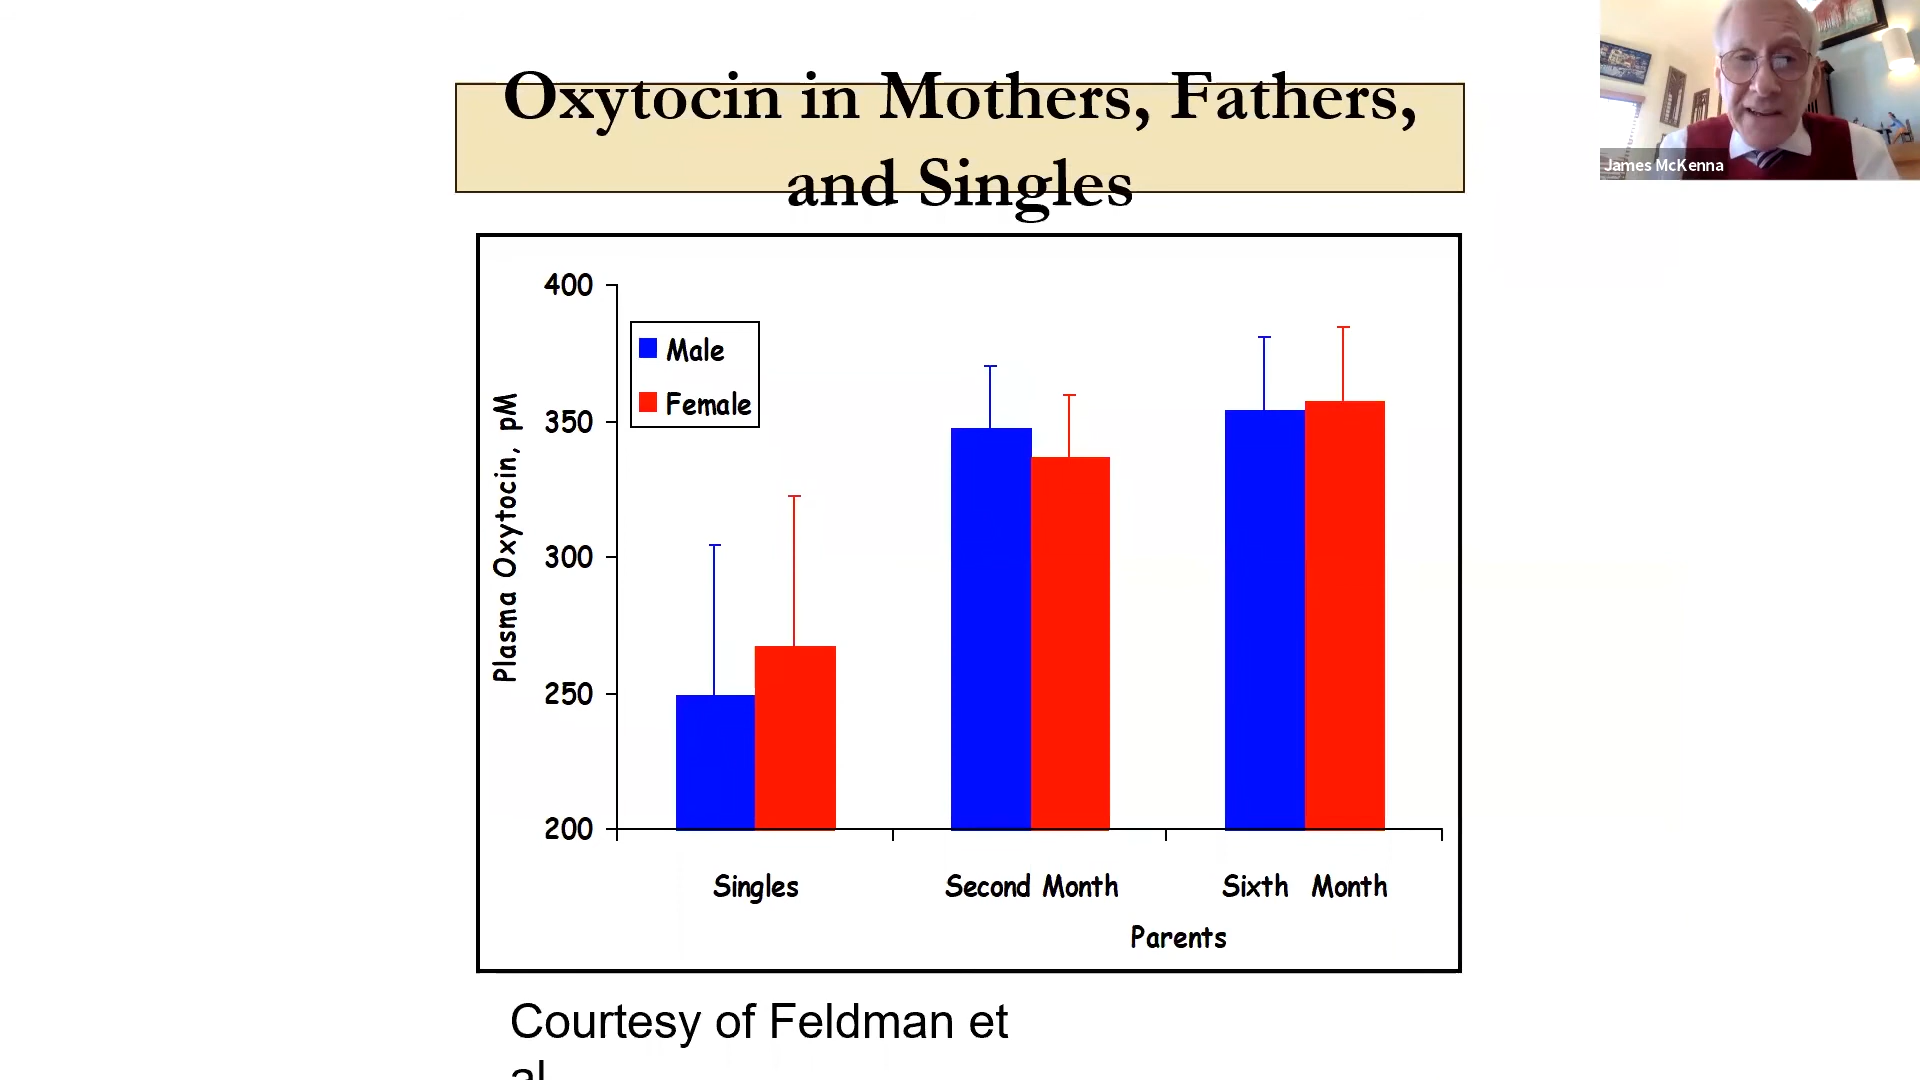 Oxytocin in Mothers, Fathers,
and Singles
James McKenna
400
350
300
250
200
Plasma Oxytocin, pM
Male
Female
Singles
Second Month
Sixth Month
Parents
Courtesy of Feldman et
al